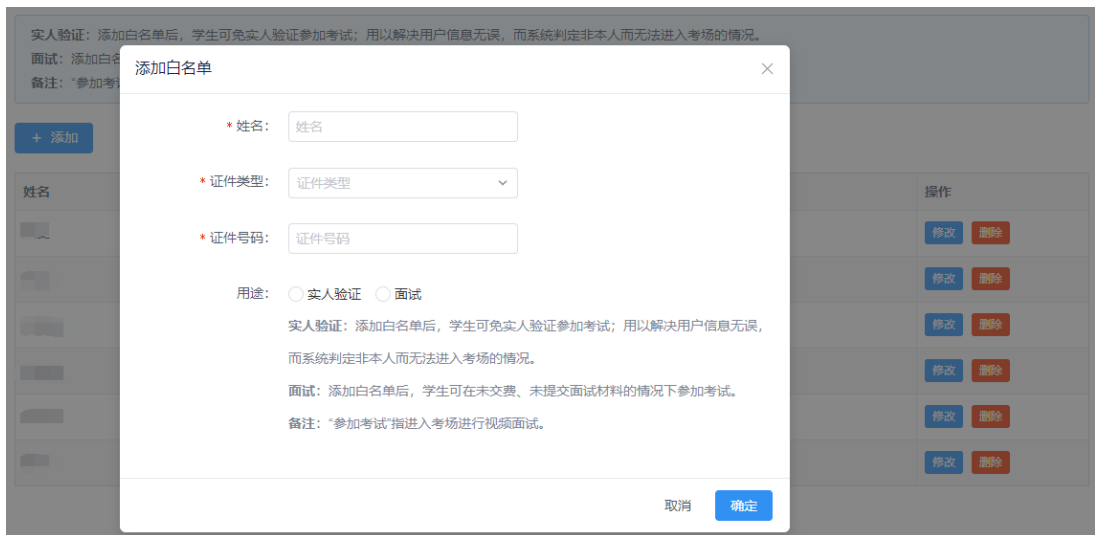 实人验证：添加白名单后，学生可免实人验证参加考试；用以解决用户信息无误，而系统判定非本人而无法进入考场的情况。
面试：添加白名
备注："参加考试
添加白名单
* 姓名：
姓名
* 证件类型：
证件类型
* 证件号码：
证件号码
用途：
实人验证
面试
实人验证：添加白名单后，学生可免实人验证参加考试；用以解决用户信息无误，
而系统判定非本人而无法进入考场的情况。
面试：添加白名单后，学生可在未交费、未提交面试材料的情况下参加考试。
备注："参加考试"指进入考场进行视频面试。
取消
确定
+ 添加
姓名
操作
修改
删除
修改
删除
修改
删除
修改
删除
修改
删除
修改
删除